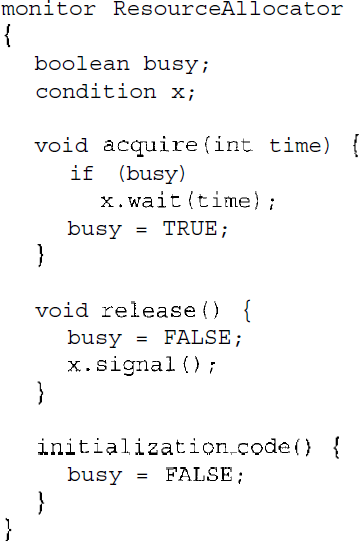 monitor ResourceAllocator
{
boolean busy;
condition x;
void acquire(int time) {
if (busy)
x.wait(time);
busy = TRUE;
}
void release() {
busy = FALSE;
x.signal();
}
initialization_code() {
busy = FALSE;
}
}